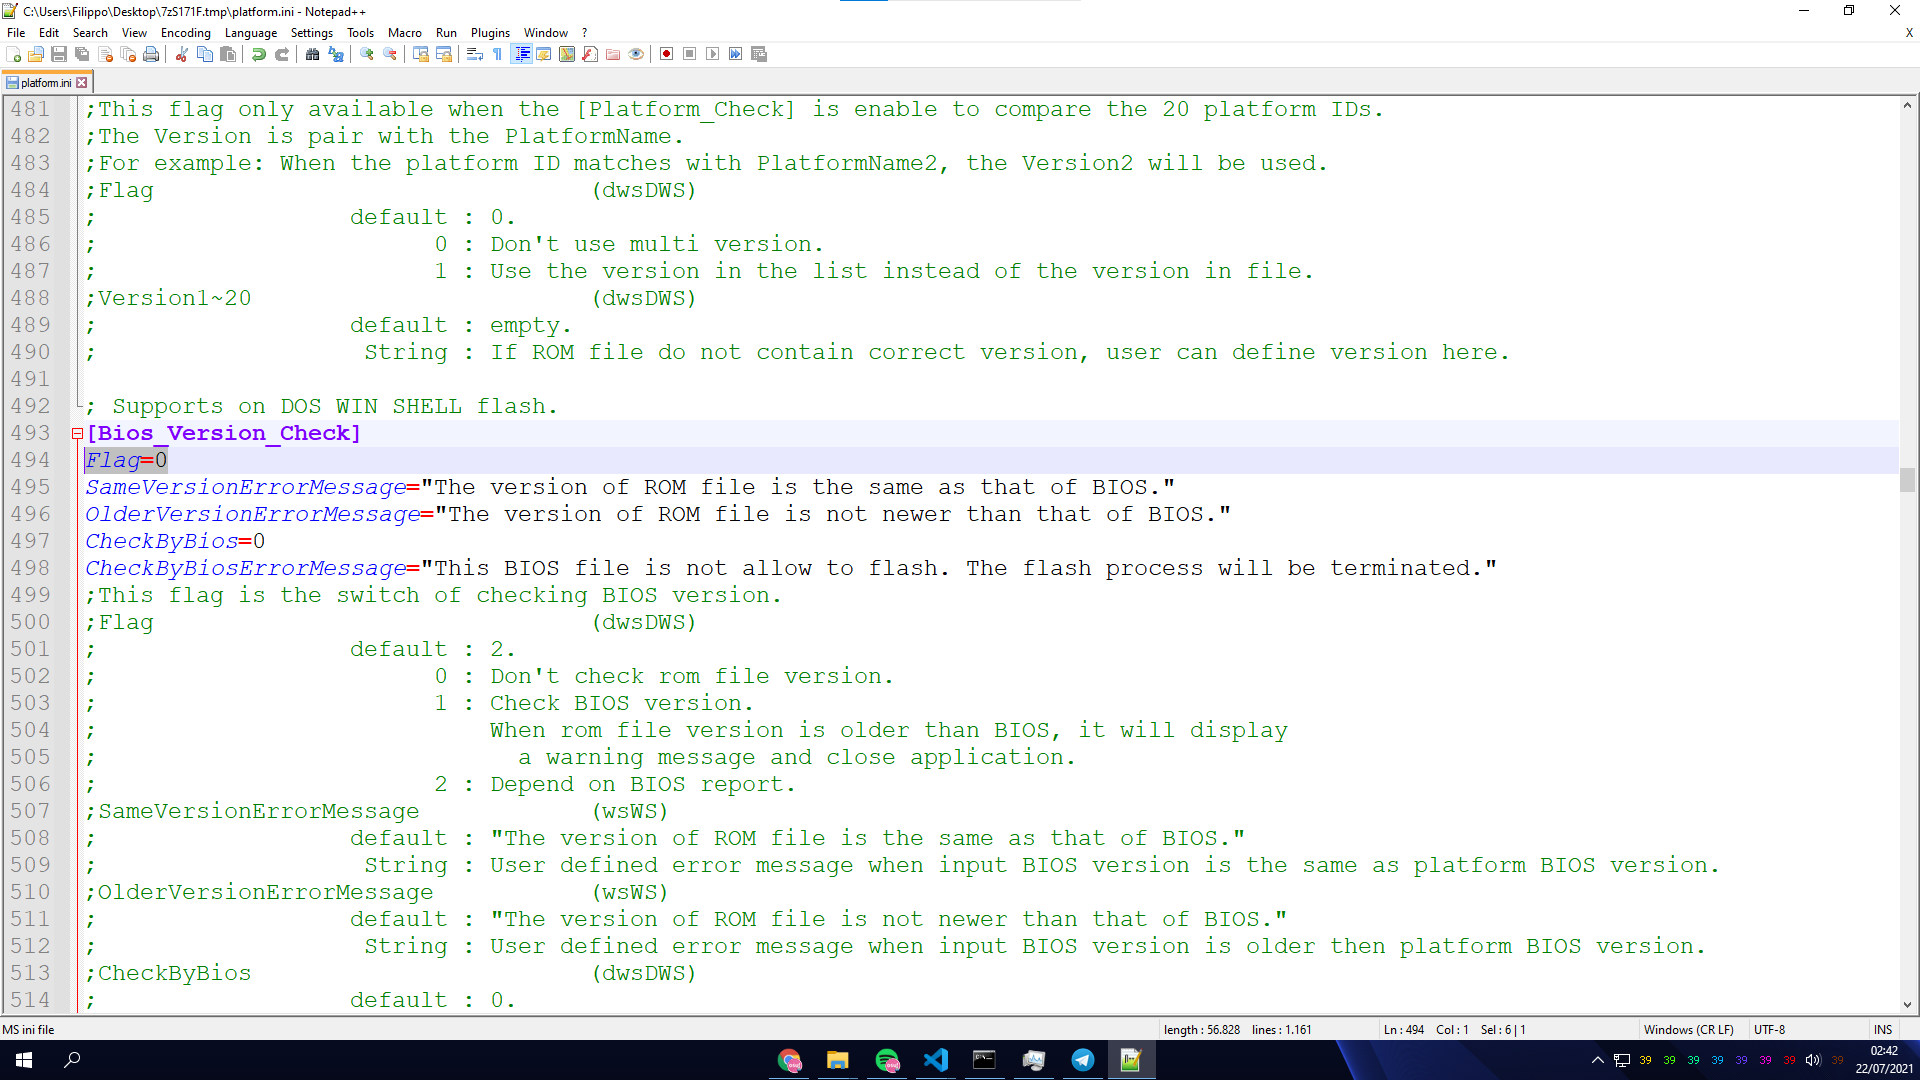 C:\Users\Filippo\Desktop\7zS171F.tmp\platform.ini - Notepad++
File Edit Search View Encoding Language Settings Tools Macro Run Plugins Window ? X
platform.ini
481 ;This flag only available when the [Platform_Check] is enable to compare the 20 platform IDs.
482 ;The Version is pair with the PlatformName.
483 ;For example: When the platform ID matches with PlatformName2, the Version2 will be used.
484 ;Flag (dwsDWS)
485 ; default : 0.
486 ; 0 : Don't use multi version.
487 ; 1 : Use the version in the list instead of the version in file.
488 ;Version1~20 (dwsDWS)
489 ; default : empty.
490 ; String : If ROM file do not contain correct version, user can define version here.
491
492 ; Supports on DOS WIN SHELL flash.
493 [Bios_Version_Check]
494 Flag=0
495 SameVersionErrorMessage="The version of ROM file is the same as that of BIOS."
496 OlderVersionErrorMessage="The version of ROM file is not newer than that of BIOS."
497 CheckByBios=0
498 CheckByBiosErrorMessage="This BIOS file is not allow to flash. The flash process will be terminated."
499 ;This flag is the switch of checking BIOS version.
500 ;Flag (dwsDWS)
501 ; default : 2.
502 ; 0 : Don't check rom file version.
503 ; 1 : Check BIOS version.
504 ; When rom file version is older than BIOS, it will display
505 ; a warning message and close application.
506 ; 2 : Depend on BIOS report.
507 ;SameVersionErrorMessage (wsWS)
508 ; default : "The version of ROM file is the same as that of BIOS."
509 ; String : User defined error message when input BIOS version is the same as platform BIOS version.
510 ;OlderVersionErrorMessage (wsWS)
511 ; default : "The version of ROM file is not newer than that of BIOS."
512 ; String : User defined error message when input BIOS version is older then platform BIOS version.
513 ;CheckByBios (dwsDWS)
514 ; default : 0.
MS ini file length : 56.828 lines : 1.161 Ln : 494 Col : 1 Sel : 6 | 1 Windows (CR LF) UTF-8 INS
39 39 39 39 39 39 39 39 02:42
22/07/2021